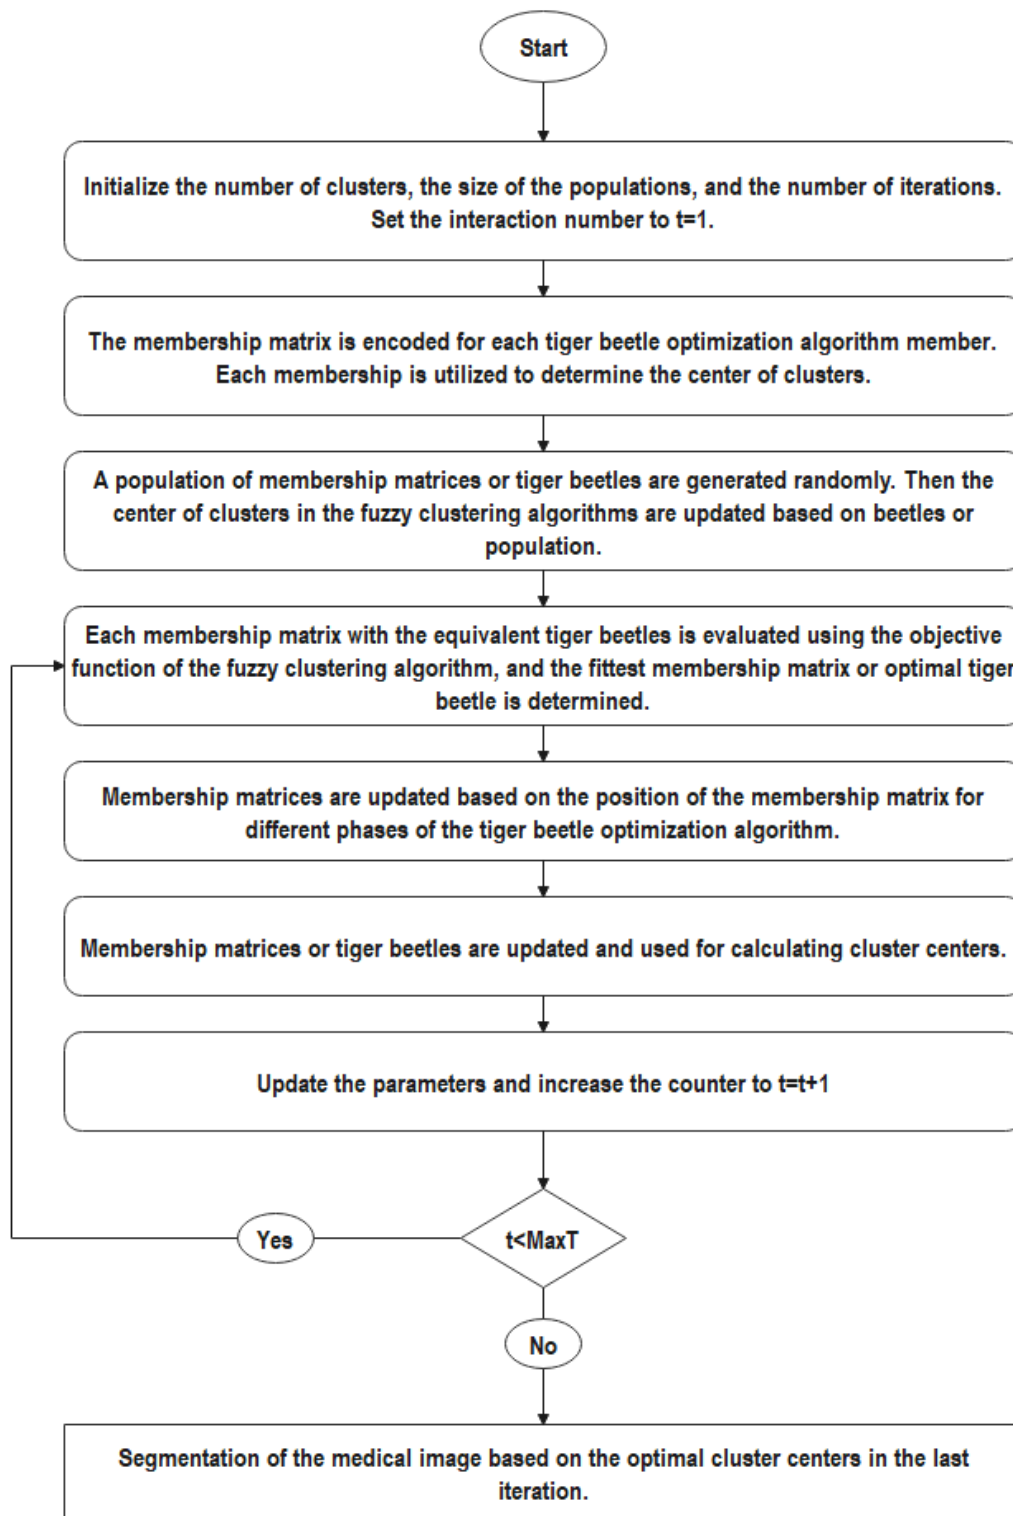 Start
Initialize the number of clusters, the size of the populations, and the number of iterations.
Set the interaction number to t=1.
The membership matrix is encoded for each tiger beetle optimization algorithm member.
Each membership is utilized to determine the center of clusters.
A population of membership matrices or tiger beetles are generated randomly. Then the
center of clusters in the fuzzy clustering algorithms are updated based on beetles or
population.
Each membership matrix with the equivalent tiger beetles is evaluated using the objective
function of the fuzzy clustering algorithm, and the fittest membership matrix or optimal tiger
beetle is determined.
Membership matrices are updated based on the position of the membership matrix for
different phases of the tiger beetle optimization algorithm.
Membership matrices or tiger beetles are updated and used for calculating cluster centers.
Update the parameters and increase the counter to t=t+1
t<MaxT
Yes
No
Segmentation of the medical image based on the optimal cluster centers in the last
iteration.